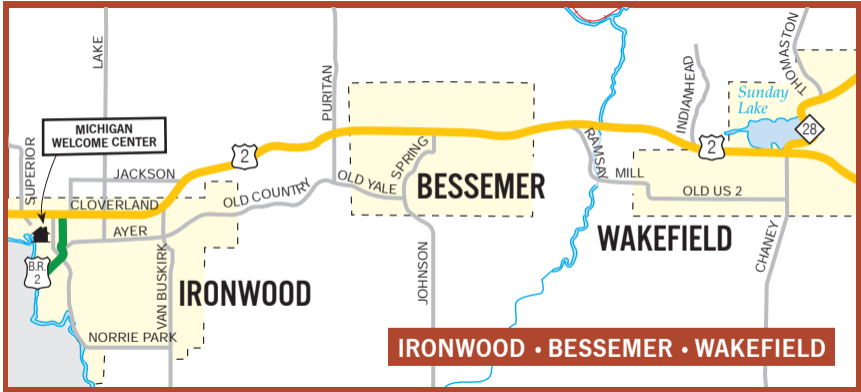 LAKE
PURITAN
INDIANHEAD
THOMASTON
Sunday
Lake
28
MICHIGAN
WELCOME CENTER
SUPERIOR
2
2
SPRING
RAMSAY
JACKSON
OLD COUNTRY
OLD YALE
BESSEMER
MILL
OLD US 2
CLOVERLAND
AYER
WAKEFIELD
CHANEY
B.R.
2
VAN BUSKIRK
IRONWOOD
JOHNSON
NORRIE PARK
IRONWOOD • BESSEMER • WAKEFIELD